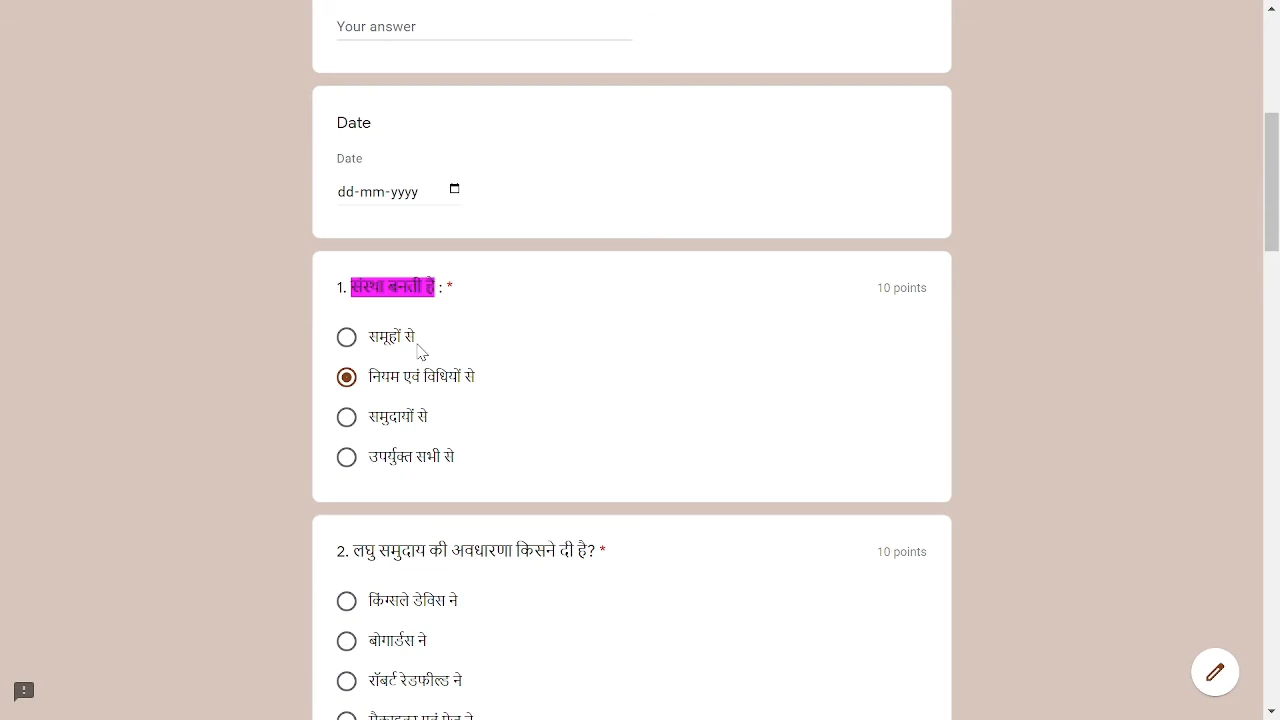 Your answer
Date
Date
dd-mm-yyyy
1. संस्था बनती है : *
10 points
समूहों से
नियम एवं विधियों से
समुदायों से
उपर्युक्त सभी से
2. लघु समुदाय की अवधारणा किसने दी है? *
10 points
किंग्सले डेविस ने
बोगार्डस ने
रॉबर्ट रेडफील्ड ने